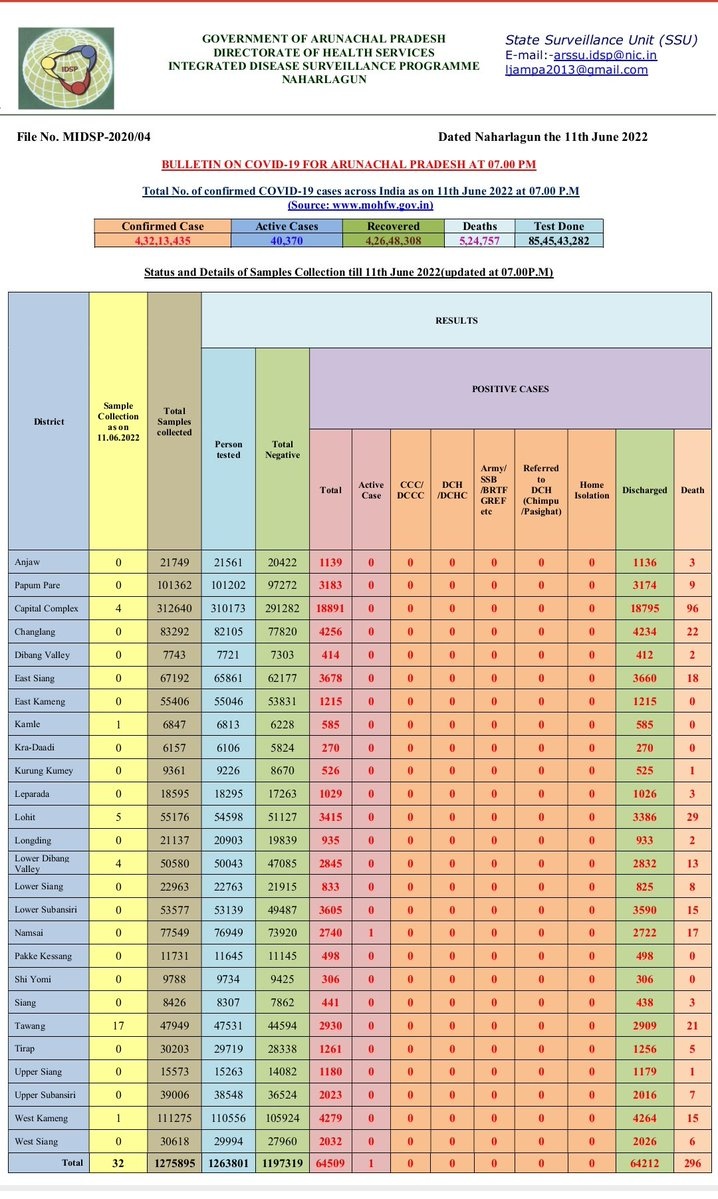 IDSP
GOVERNMENT OF ARUNACHAL PRADESH
DIRECTORATE OF HEALTH SERVICES
INTEGRATED DISEASE SURVEILLANCE PROGRAMME
NAHARLAGUN
State Surveillance Unit (SSU)
E-mail:-arssu.idsp@nic.in
ljampa2013@gmail.com
File No. MIDSP-2020/04 Dated Naharlagun the 11th June 2022
BULLETIN ON COVID-19 FOR ARUNACHAL PRADESH AT 07.00 PM
Total No. of confirmed COVID-19 cases across India as on 11th June 2022 at 07.00 P.M
(Source: www.mohfw.gov.in)
Confirmed Case Active Cases Recovered Deaths Test Done
4,32,13,435 40,370 4,26,48,308 5,24,757 85,45,43,282
Status and Details of Samples Collection till 11th June 2022(updated at 07.00P.M)
District
Sample
Collection
as on
11.06.2022
Total
Samples
collected
RESULTS
Person
tested
Total
Negative
POSITIVE CASES
Total
Active
Case
CCC/
DCCC
DCH
/DCHC
Army/
SSB
/BRTF
GREF
etc
Referred
to
DCH
(Chimpu
/Pasighat)
Home
Isolation
Discharged
Death
Anjaw 0 21749 21561 20422 1139 0 0 0 0 0 0 1136 3
Papum Pare 0 101362 101202 97272 3183 0 0 0 0 0 0 3174 9
Capital Complex 4 312640 310173 291282 18891 0 0 0 0 0 0 18795 96
Changlang 0 83292 82105 77820 4256 0 0 0 0 0 0 4234 22
Dibang Valley 0 7743 7721 7303 414 0 0 0 0 0 0 412 2
East Siang 0 67192 65861 62177 3678 0 0 0 0 0 0 3660 18
East Kameng 0 55406 55046 53831 1215 0 0 0 0 0 0 1215 0
Kamle 1 6847 6813 6228 585 0 0 0 0 0 0 585 0
Kra-Daadi 0 6157 6106 5824 270 0 0 0 0 0 0 270 0
Kurung Kumey 0 9361 9226 8670 526 0 0 0 0 0 0 525 1
Leparada 0 18595 18295 17263 1029 0 0 0 0 0 0 1026 3
Lohit 5 55176 54598 51127 3415 0 0 0 0 0 0 3386 29
Longding 0 21137 20903 19839 935 0 0 0 0 0 0 933 2
Lower Dibang
Valley 4 50580 50043 47085 2845 0 0 0 0 0 0 2832 13
Lower Siang 0 22963 22763 21915 833 0 0 0 0 0 0 825 8
Lower Subansiri 0 53577 53139 49487 3605 0 0 0 0 0 0 3590 15
Namsai 0 77549 76949 73920 2740 1 0 0 0 0 0 2722 17
Pakke Kessang 0 11731 11645 11145 498 0 0 0 0 0 0 498 0
Shi Yomi 0 9788 9734 9425 306 0 0 0 0 0 0 306 0
Siang 0 8426 8307 7862 441 0 0 0 0 0 0 438 3
Tawang 17 47949 47531 44594 2930 0 0 0 0 0 0 2909 21
Tirap 0 30203 29719 28338 1261 0 0 0 0 0 0 1256 5
Upper Siang 0 15573 15263 14082 1180 0 0 0 0 0 0 1179 1
Upper Subansiri 0 39006 38548 36524 2023 0 0 0 0 0 0 2016 7
West Kameng 1 111275 110556 105924 4279 0 0 0 0 0 0 4264 15
West Siang 0 30618 29994 27960 2032 0 0 0 0 0 0 2026 6
Total 32 1275895 1263801 1197319 64509 1 0 0 0 0 0 64212 296